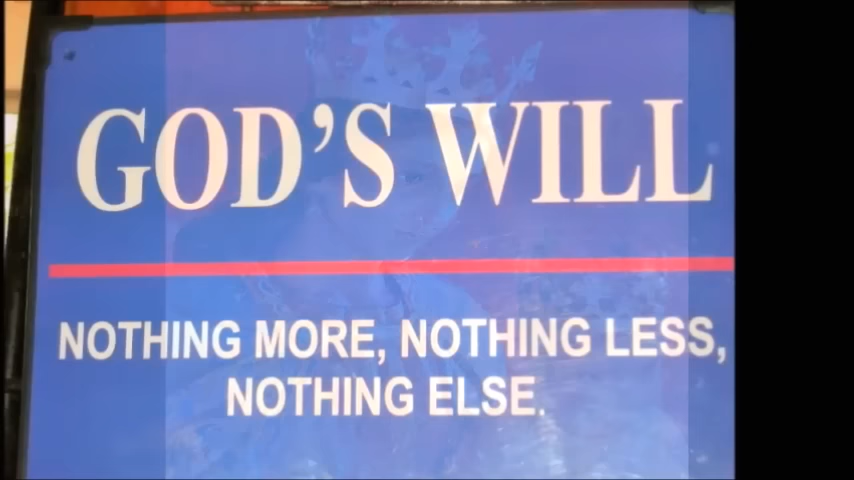 GOD'S WILL
NOTHING MORE, NOTHING LESS,
NOTHING ELSE.